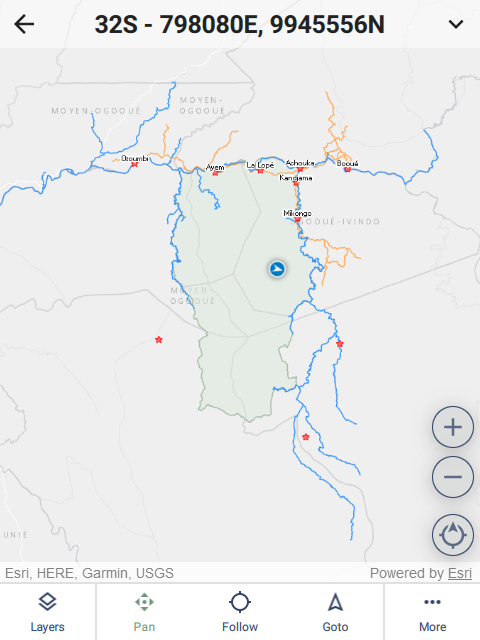 32S - 798080E, 9945556N
MOYEN-OGOOUÉ
MOYEN-
OGOOUÉ
Otoumbi
Ayem
La Lopé
Achouka
Booué
Kandjama
Mikongo
OGOOUÉ-IVINDO
MOYEN-
OGOOUÉ
UNIÉ
Esri, HERE, Garmin, USGS
Powered by Esri
Layers
Pan
Follow
Goto
More